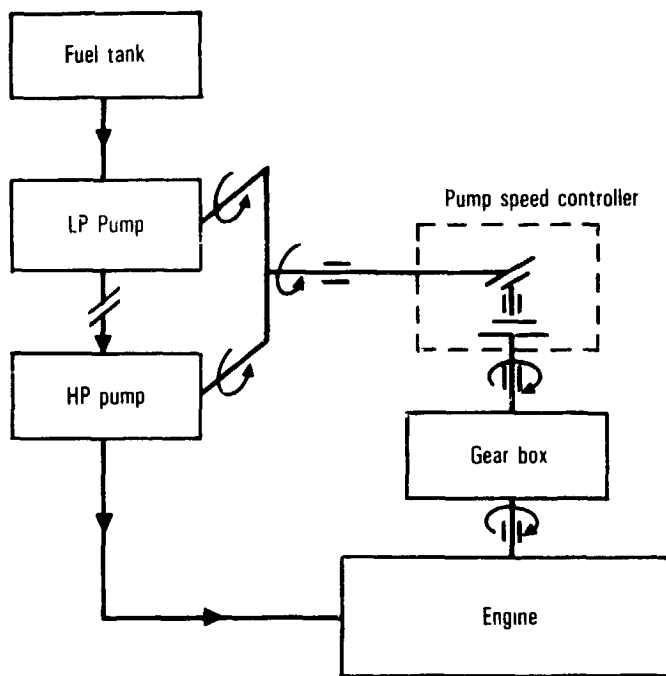 Fuel tank
LP Pump
Pump speed controller
HP pump
Gear box
Engine